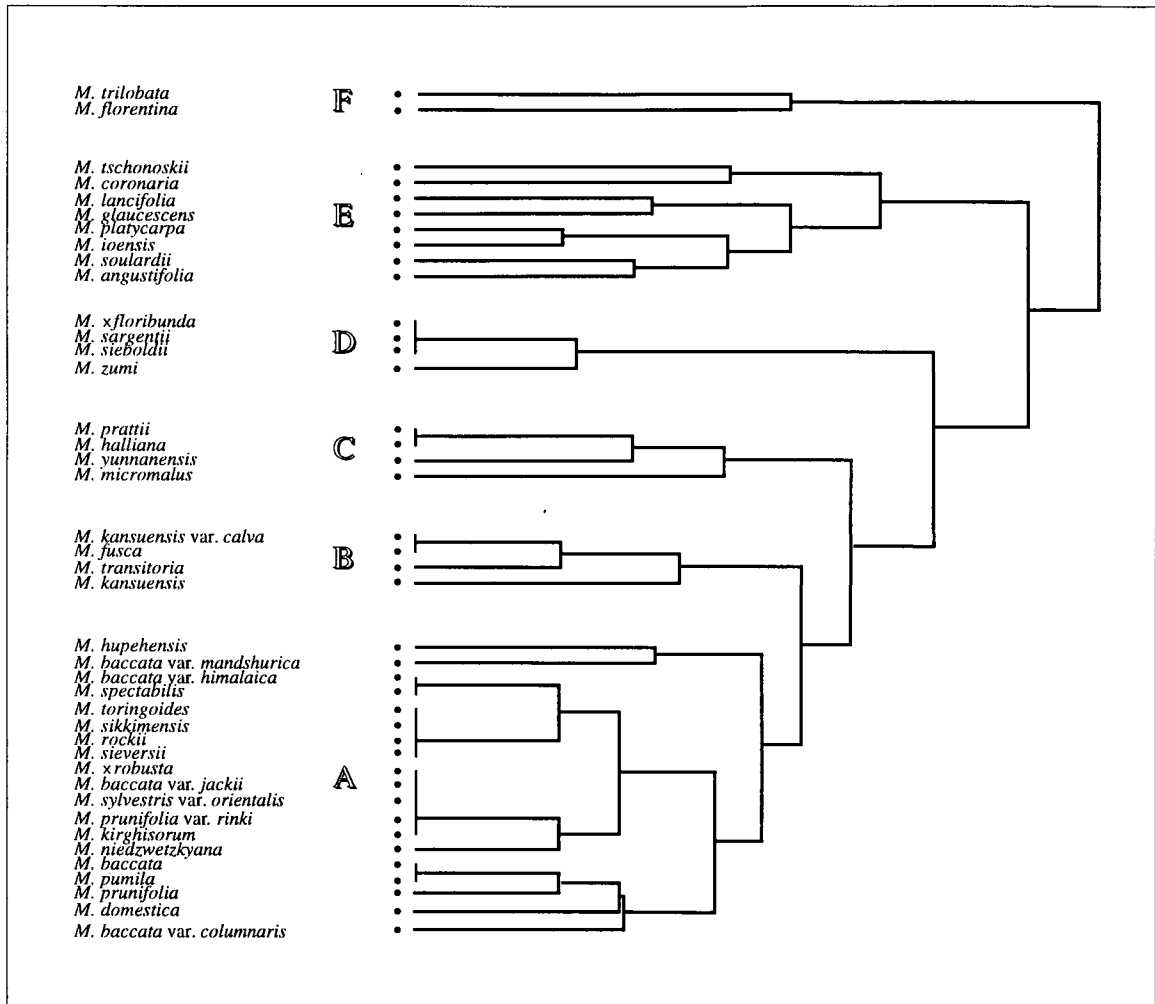 M. trilobata
M. florentina
F
M. tschonoskii
M. coronaria
M. lancifolia
M. glaucescens
E
M. platycarpa
M. ioensis
M. soulardii
M. angustifolia
M. xfloribunda
M. sargentii
D
M. sieboldii
M. zumi
M. prattii
M. halliana
C
M. yunnanensis
M. micromalus
M. kansuensis var. calva
M. fusca
B
M. transitoria
M. kansuensis
M. hupehensis
M. baccata var. mandshurica
M. baccata var. himalaica
M. spectabilis
M. toringoides
M. sikkimensis
M. rockii
M. sieversii
M. xrobusta
A
M. baccata var. jackii
M. sylvestris var. orientalis
M. prunifolia var. rinki
M. kirghisorum
M. niedzwetzkyana
M. baccata
M. pumila
M. prunifolia
M. domestica
M. baccata var. columnaris